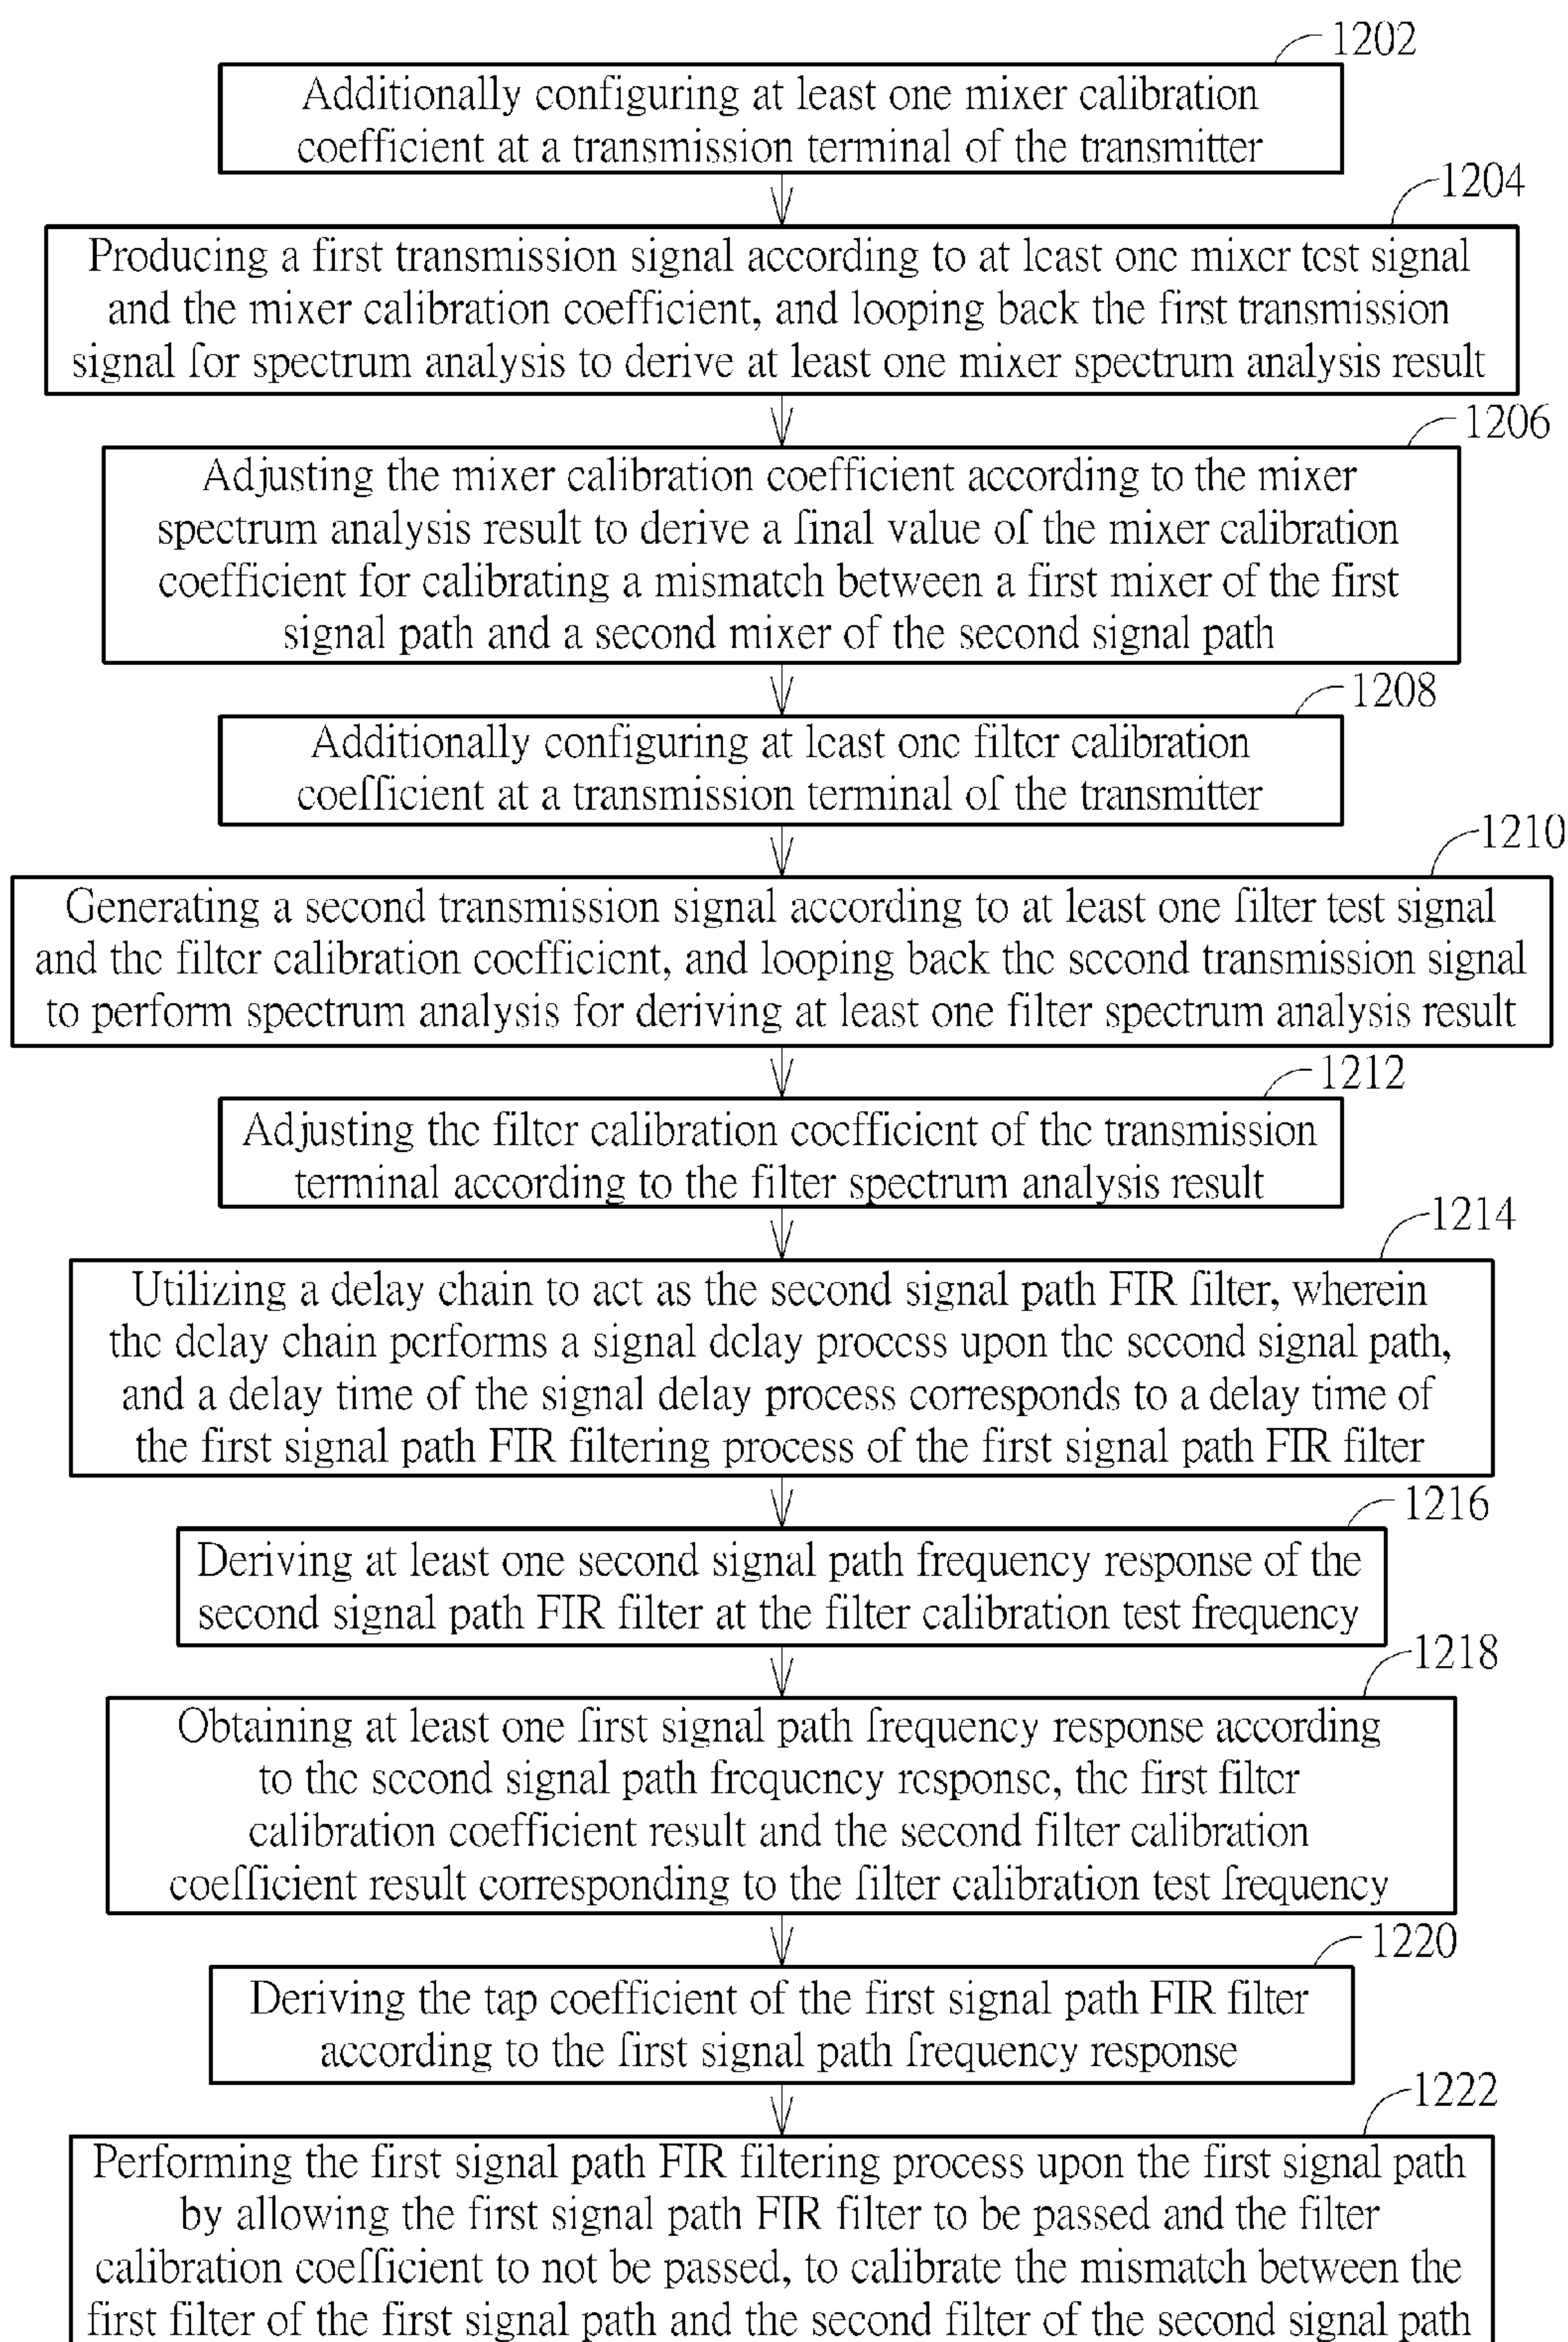 1202
Additionally configuring at least one mixer calibration
coefficient at a transmission terminal of the transmitter
1204
Producing a first transmission signal according to at least one mixer test signal
and the mixer calibration coefficient, and looping back the first transmission
signal for spectrum analysis to derive at least one mixer spectrum analysis result
1206
Adjusting the mixer calibration coefficient according to the mixer
spectrum analysis result to derive a final value of the mixer calibration
coefficient for calibrating a mismatch between a first mixer of the first
signal path and a second mixer of the second signal path
1208
Additionally configuring at least one filter calibration
coefficient at a transmission terminal of the transmitter
1210
Generating a second transmission signal according to at least one filter test signal
and the filter calibration coefficient, and looping back the second transmission signal
to perform spectrum analysis for deriving at least one filter spectrum analysis result
1212
Adjusting the filter calibration coefficient of the transmission
terminal according to the filter spectrum analysis result
1214
Utilizing a delay chain to act as the second signal path FIR filter, wherein
the delay chain performs a signal delay process upon the second signal path,
and a delay time of the signal delay process corresponds to a delay time of
the first signal path FIR filtering process of the first signal path FIR filter
1216
Deriving at least one second signal path frequency response of the
second signal path FIR filter at the filter calibration test frequency
1218
Obtaining at least one first signal path frequency response according
to the second signal path frequency response, the first filter
calibration coefficient result and the second filter calibration
coefficient result corresponding to the filter calibration test frequency
1220
Deriving the tap coefficient of the first signal path FIR filter
according to the first signal path frequency response
1222
Performing the first signal path FIR filtering process upon the first signal path
by allowing the first signal path FIR filter to be passed and the filter
calibration coefficient to not be passed, to calibrate the mismatch between the
first filter of the first signal path and the second filter of the second signal path